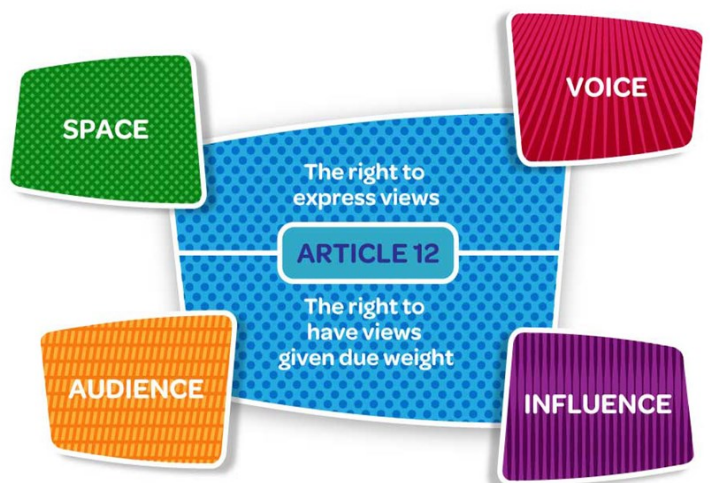 SPACE
VOICE
The right to
express views
ARTICLE 12
The right to
have views
given due weight
AUDIENCE
INFLUENCE